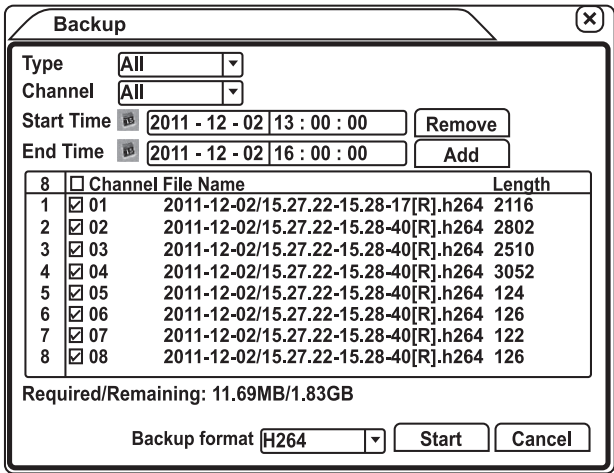 Backup
Type All
Channel All
Start Time 2011 - 12 - 02 13 : 00 : 00 Remove
End Time 2011 - 12 - 02 16 : 00 : 00 Add
8 Channel File Name Length
1 01 2011-12-02/15.27.22-15.28-17[R].h264 2116
2 02 2011-12-02/15.27.22-15.28-40[R].h264 2802
3 03 2011-12-02/15.27.22-15.28-40[R].h264 2510
4 04 2011-12-02/15.27.22-15.28-40[R].h264 3052
5 05 2011-12-02/15.27.22-15.28-40[R].h264 124
6 06 2011-12-02/15.27.22-15.28-40[R].h264 126
7 07 2011-12-02/15.27.22-15.28-40[R].h264 122
8 08 2011-12-02/15.27.22-15.28-40[R].h264 126
Required/Remaining: 11.69MB/1.83GB
Backup format H264 Start Cancel